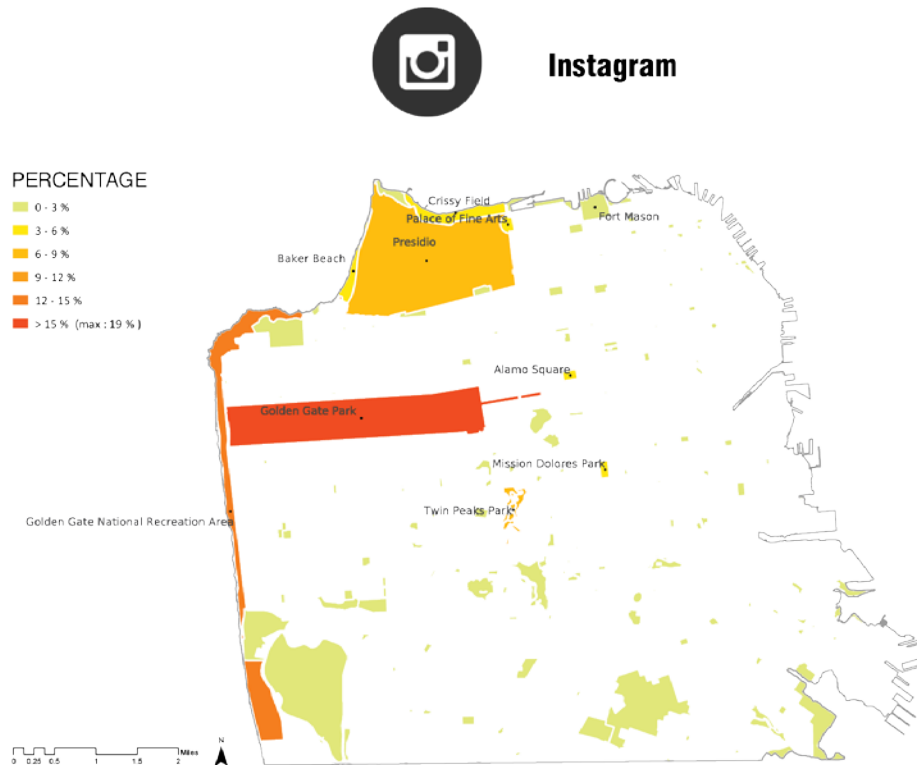 Instagram
PERCENTAGE
0 - 3 %
3 - 6 %
6 - 9 %
9 - 12 %
12 - 15 %
> 15 % (max : 19 % )
Crissy Field
Palace of Fine Arts
Fort Mason
Presidio
Baker Beach
Alamo Square
Golden Gate Park
Mission Dolores Park
Twin Peaks Park
Golden Gate National Recreation Area
N
Miles
0 0.25 0.5 1 1.5 2